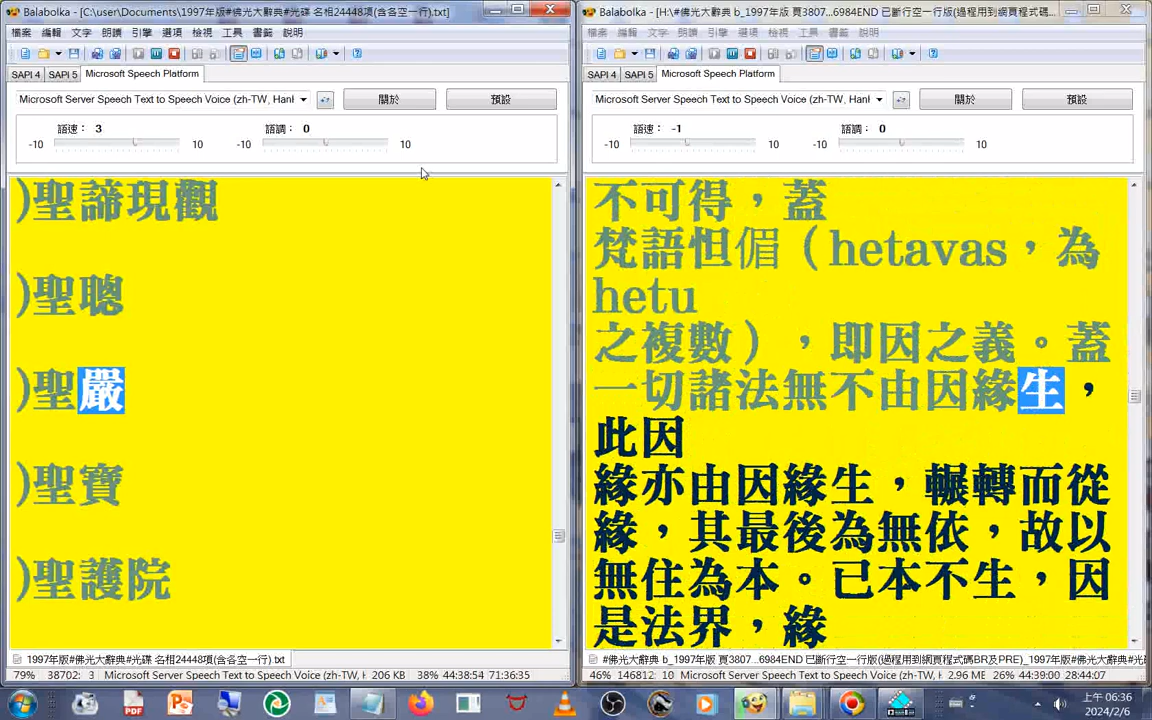 Balabolka - [C:\user\Documents\1997年版#佛光大辭典#光碟 名相24448項(含各空一行).txt]
檔案 編輯 文字 朗讀 引擎 選項 檢視 工具 書籤 說明
SAPI 4 SAPI 5 Microsoft Speech Platform
Microsoft Server Speech Text to Speech Voice (zh-TW, Hanl
關於
預設
語速： 3
語調： 0
-10 10 -10 10
)聖諦現觀
)聖聰
)聖嚴
)聖寶
)聖護院
1997年版#佛光大辭典#光碟 名相24448項(含各空一行).txt
79% 38702: 3 Microsoft Server Speech Text to Speech Voice (zh-TW, H 206 KB 38% 44:38:54 71:36:35
Balabolka - [H:\#佛光大辭典 b_1997年版 頁3807...6984END 已斷行空一行版(過程用到網頁程式碼
檔案 編輯 文字 朗讀 引擎 選項 檢視 工具 書籤 說明
SAPI 4 SAPI 5 Microsoft Speech Platform
Microsoft Server Speech Text to Speech Voice (zh-TW, Hanl
關於
預設
語速： -1
語調： 0
-10 10 -10 10
不可得，蓋
梵語怛倔（hetavas，為
hetu
之複數），即因之義。蓋
一切諸法無不由因緣生，
此因
緣亦由因緣生，輾轉而從
緣，其最後為無依，故以
無住為本。已本不生，因
是法界，緣
#佛光大辭典 b_1997年版 頁3807...6984END 已斷行空一行版(過程用到網頁程式碼BR及PRE)_1997年版#光
46% 146812: 10 Microsoft Server Speech Text to Speech Voice (zh-TW, H 2.96 ME 26% 44:39:00 28:44:07
上午 06:36
2024/2/6